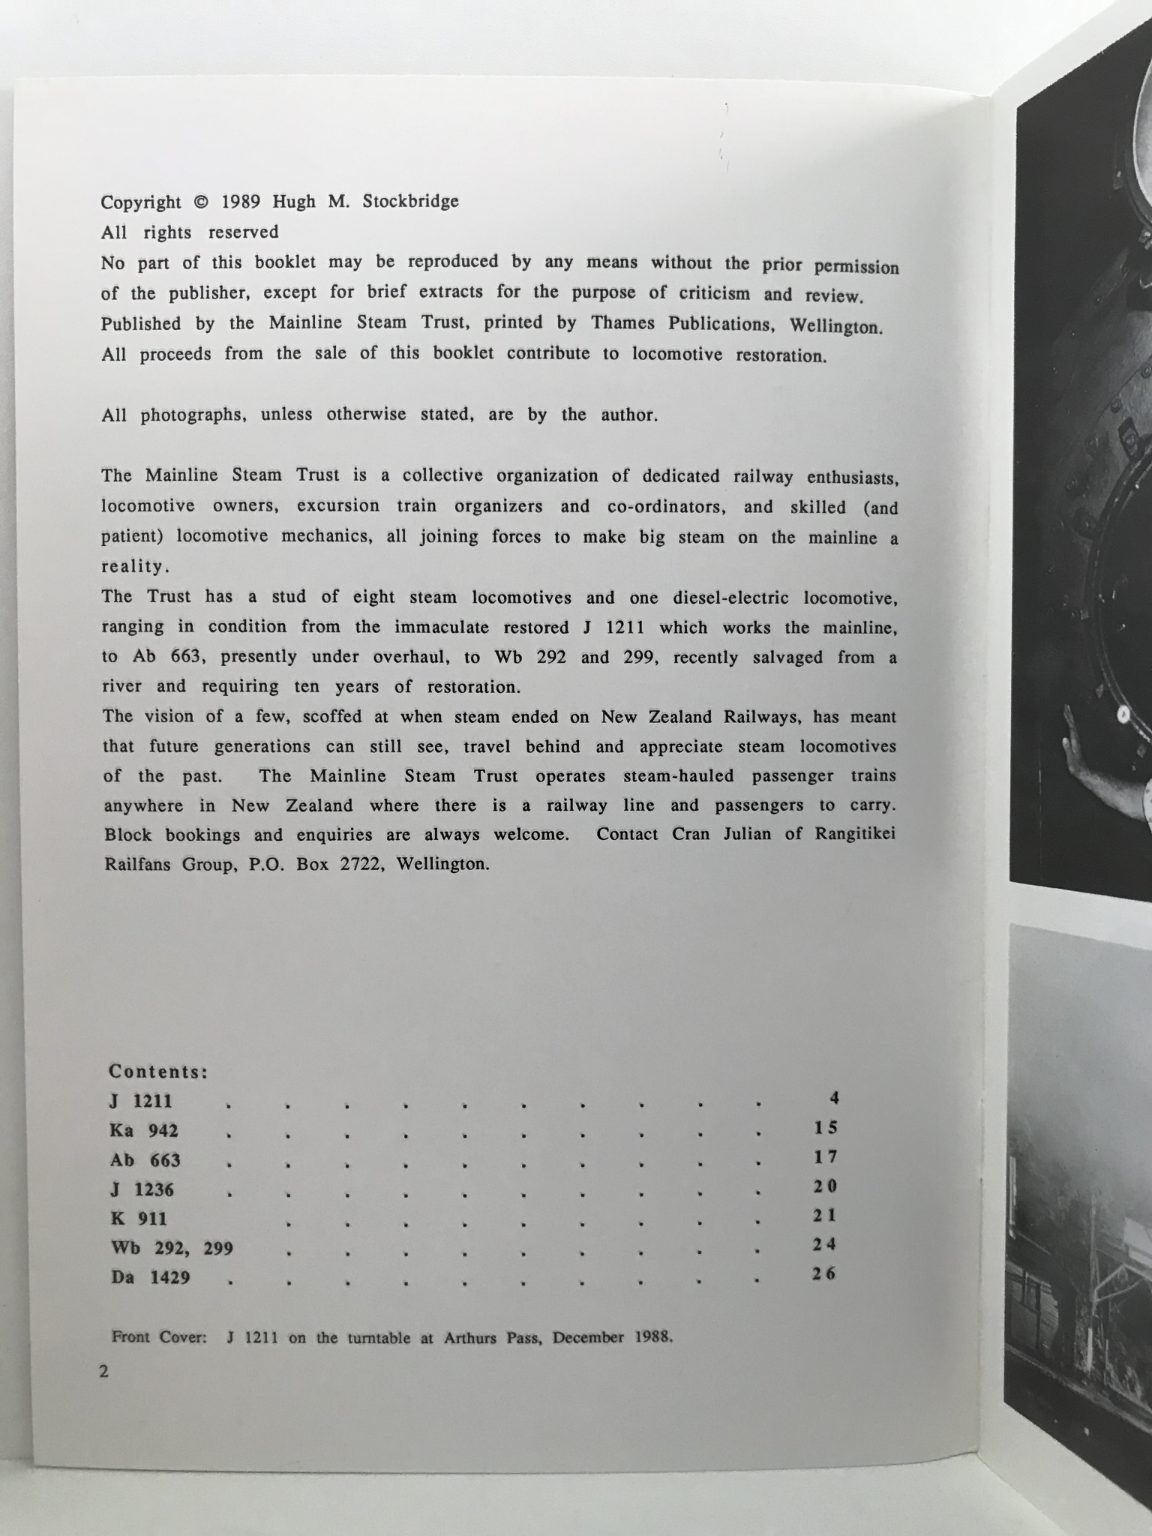 Copyright © 1989 Hugh M. Stockbridge
All rights reserved
No part of this booklet may be reproduced by any means without the prior permission
of the publisher, except for brief extracts for the purpose of criticism and review.
Published by the Mainline Steam Trust, printed by Thames Publications, Wellington.
All proceeds from the sale of this booklet contribute to locomotive restoration.
All photographs, unless otherwise stated, are by the author.
The Mainline Steam Trust is a collective organization of dedicated railway enthusiasts,
locomotive owners, excursion train organizers and co-ordinators, and skilled (and
patient) locomotive mechanics, all joining forces to make big steam on the mainline a
reality.
The Trust has a stud of eight steam locomotives and one diesel-electric locomotive,
ranging in condition from the immaculate restored J 1211 which works the mainline,
to Ab 663, presently under overhaul, to Wb 292 and 299, recently salvaged from a
river and requiring ten years of restoration.
The vision of a few, scoffed at when steam ended on New Zealand Railways, has meant
that future generations can still see, travel behind and appreciate steam locomotives
of the past. The Mainline Steam Trust operates steam-hauled passenger trains
anywhere in New Zealand where there is a railway line and passengers to carry.
Block bookings and enquiries are always welcome. Contact Cran Julian of Rangitikei
Railfans Group, P.O. Box 2722, Wellington.
Contents:
J 1211 . . . . . . . . . . 4
Ka 942 . . . . . . . . . . 15
Ab 663 . . . . . . . . . . 17
J 1236 . . . . . . . . . . 20
K 911 . . . . . . . . . 21
Wb 292, 299 . . . . . . . . . 24
Da 1429 . . . . . . . . . . 26
Front Cover: J 1211 on the turntable at Arthurs Pass, December 1988.
2